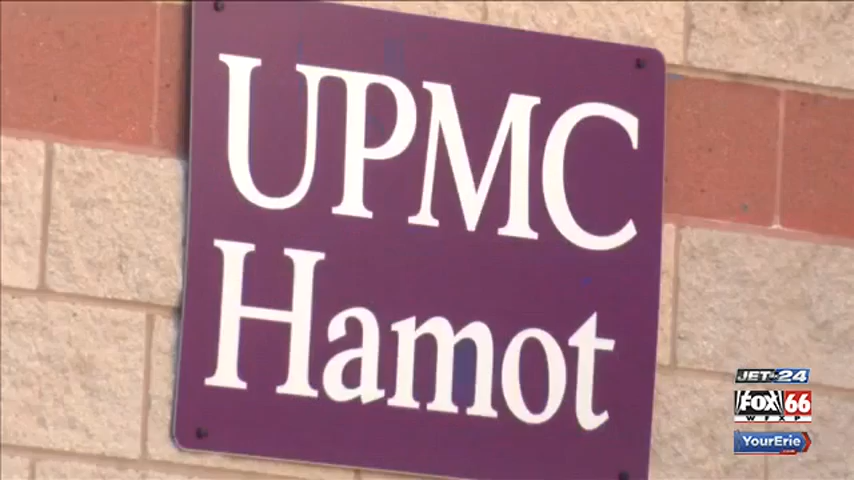 UPMC
Hamot
JET-24
FOX 66
WFXP
YourErie